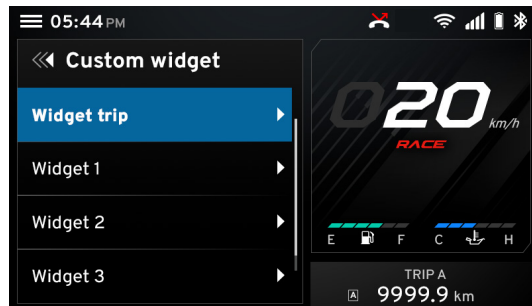 05:44 PM
Custom widget
Widget trip
Widget 1
Widget 2
Widget 3
020 km/h
RACE
E F C H
TRIP A
A 9999.9 km